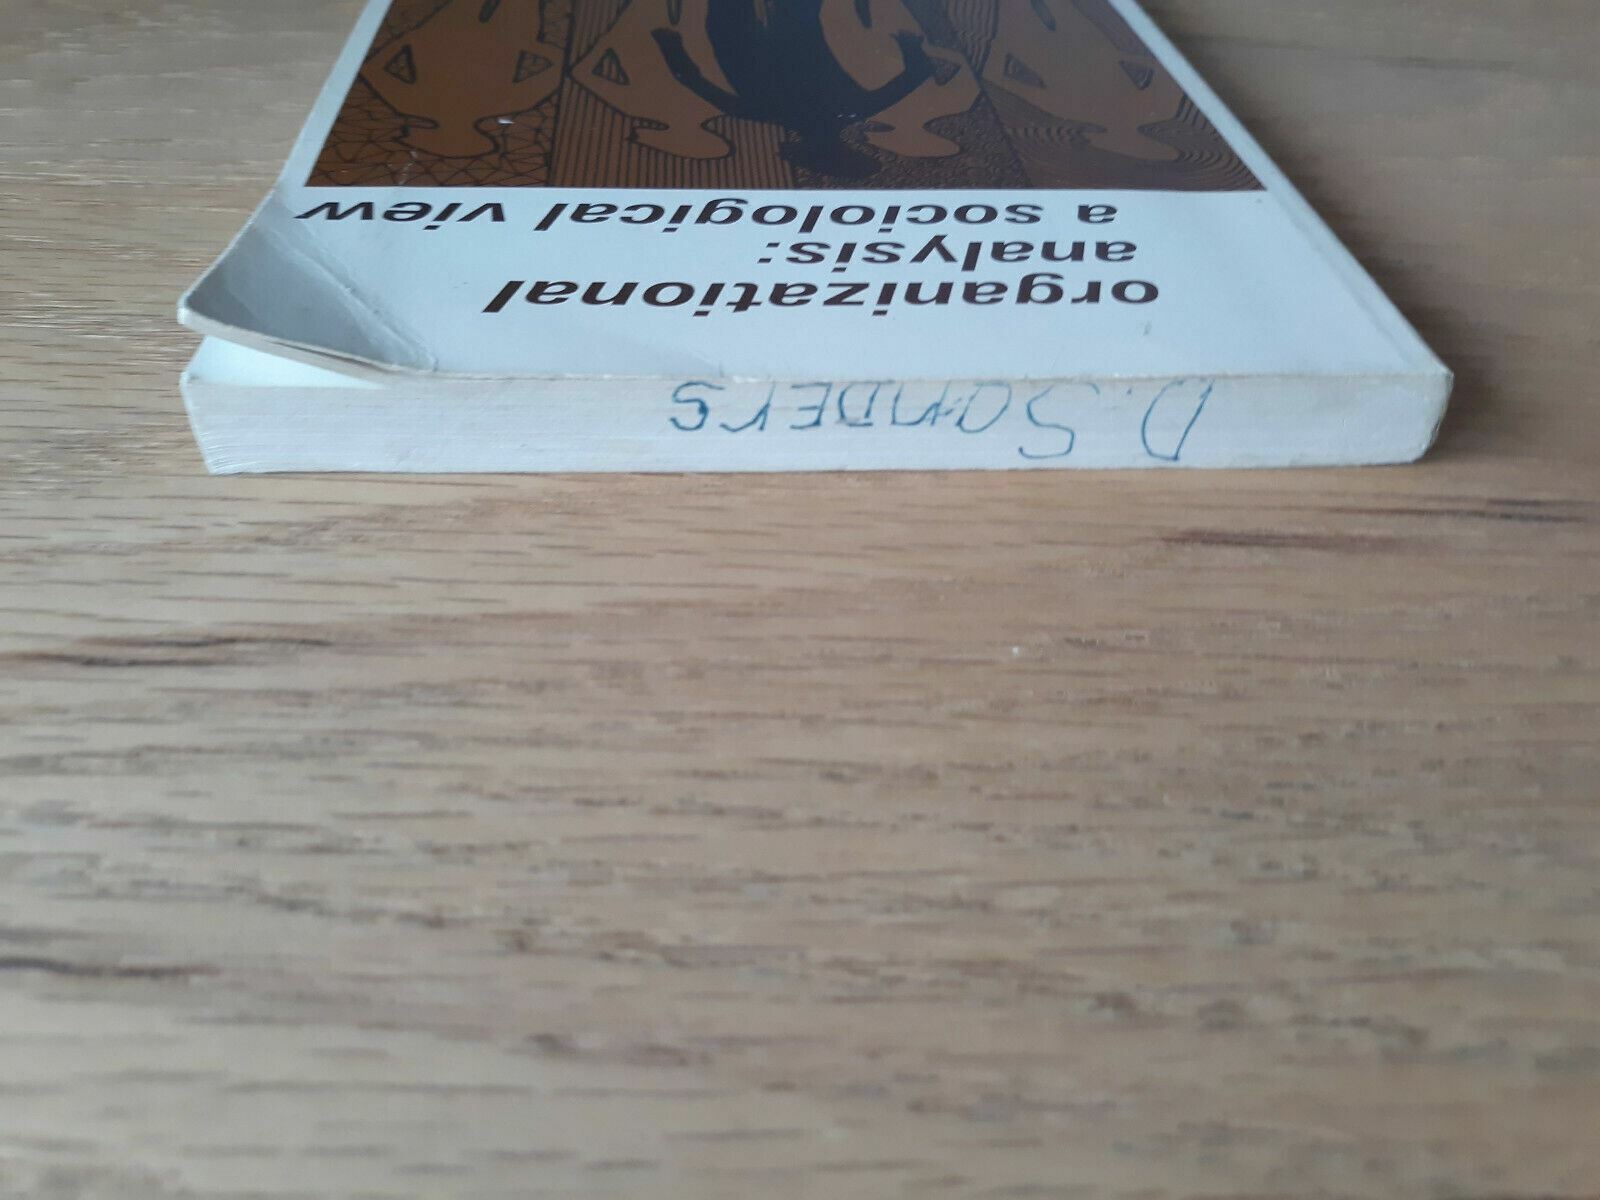 organizational
analysis:
a sociological view
D. SanDErs